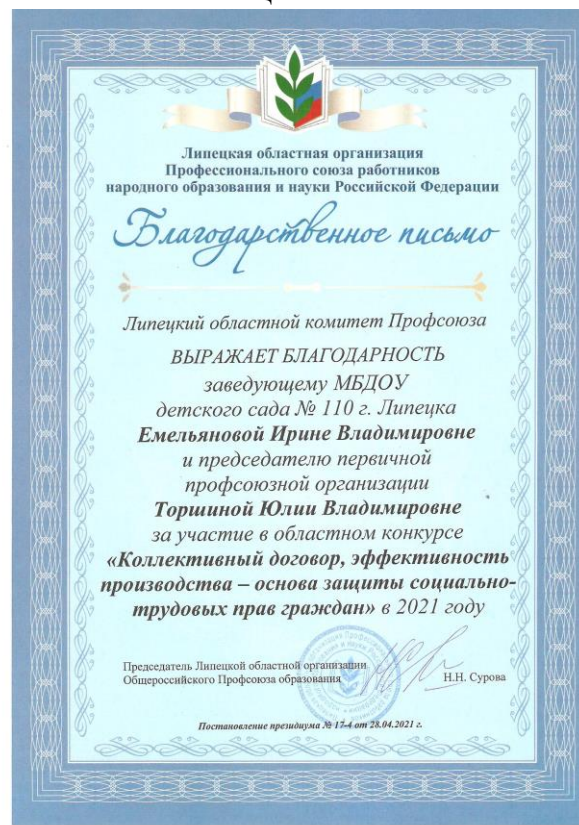 Липецкая областная организация
Профессионального союза работников
народного образования и науки Российской Федерации
Благодарственное письмо
Липецкий областной комитет Профсоюза
ВЫРАЖАЕТ БЛАГОДАРНОСТЬ
заведующему МБДОУ
детского сада № 110 г. Липецка
Емельяновой Ирине Владимировне
и председателю первичной
профсоюзной организации
Торшиной Юлии Владимировне
за участие в областном конкурсе
«Коллективный договор, эффективность
производства – основа защиты социально-
трудовых прав граждан» в 2021 году
Председатель Липецкой областной организации
Общероссийского Профсоюза образования Н.Н. Сурова
Постановление президиума № 17-4 от 28.04.2021 г.